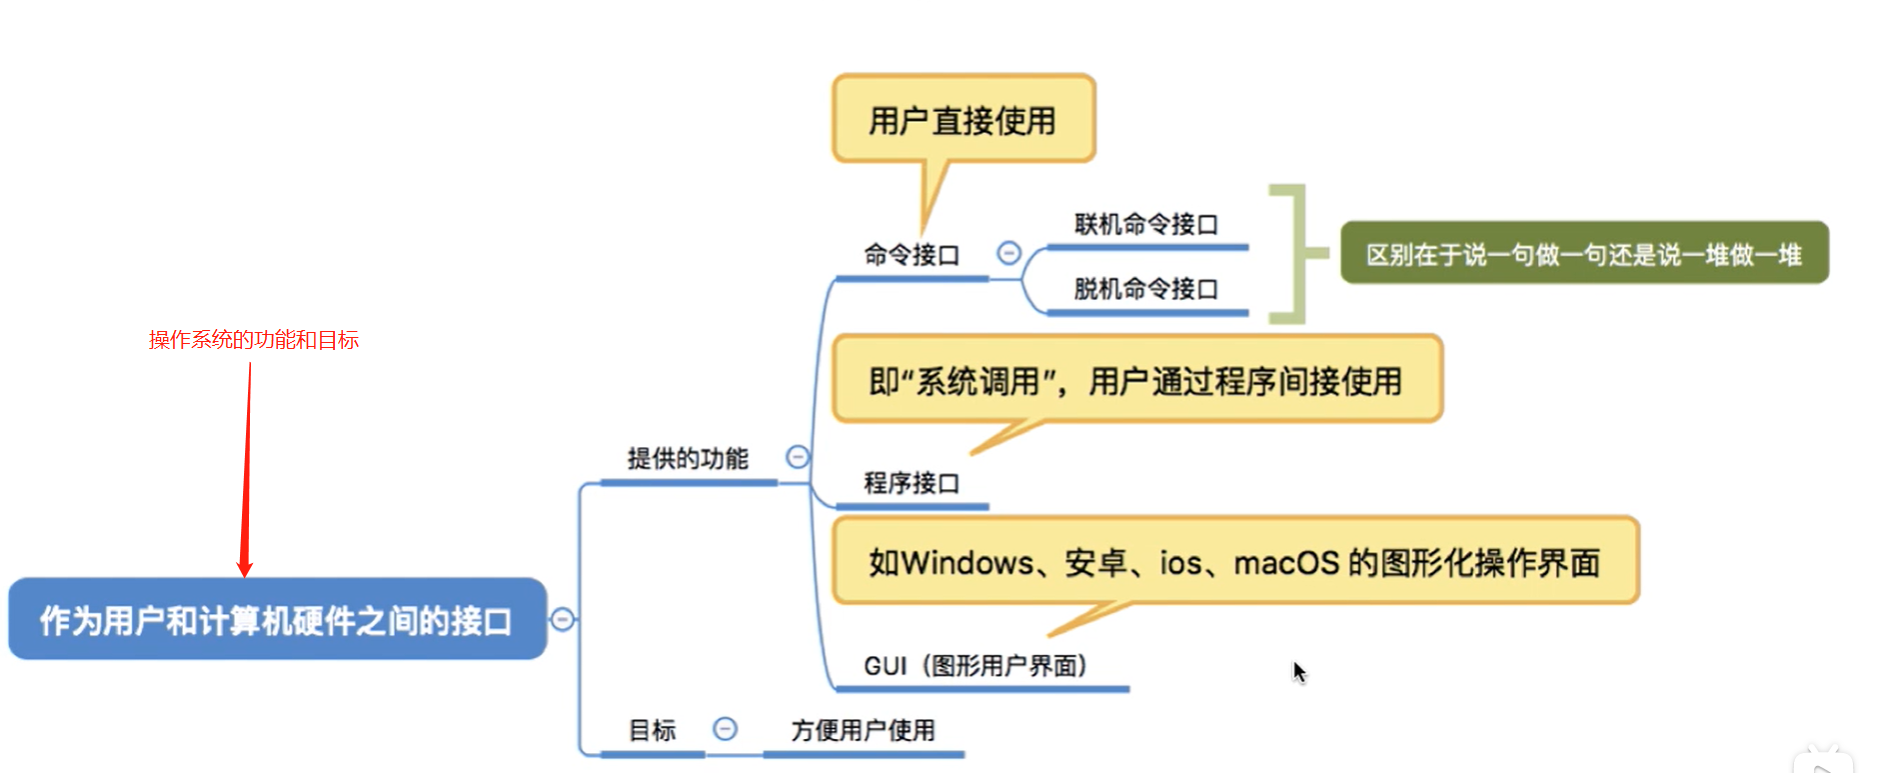 用户直接使用
联机命令接口
命令接口
区别在于说一句做一句还是说一堆做一堆
脱机命令接口
操作系统的功能和目标
即“系统调用”，用户通过程序间接使用
提供的功能
程序接口
如Windows、安卓、ios、macOS 的图形化操作界面
作为用户和计算机硬件之间的接口
GUI（图形用户界面）
目标
方便用户使用